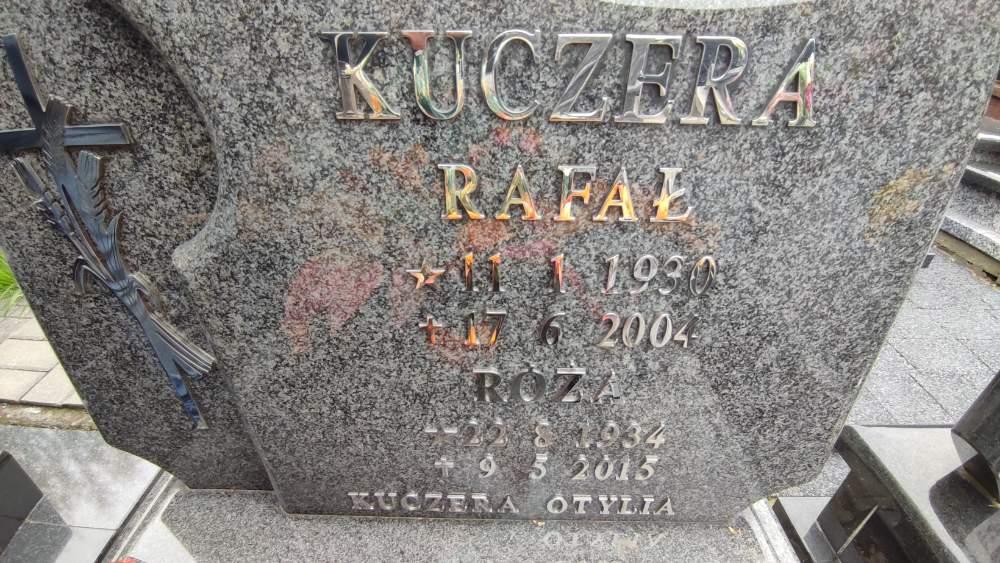 KUCZERA
RAFAŁ
★ 11 1 1930
✝ 17 6 2004
RÓŻA
★ 22 8 1934
✝ 9 5 2015
KUCZERA OTYLIA